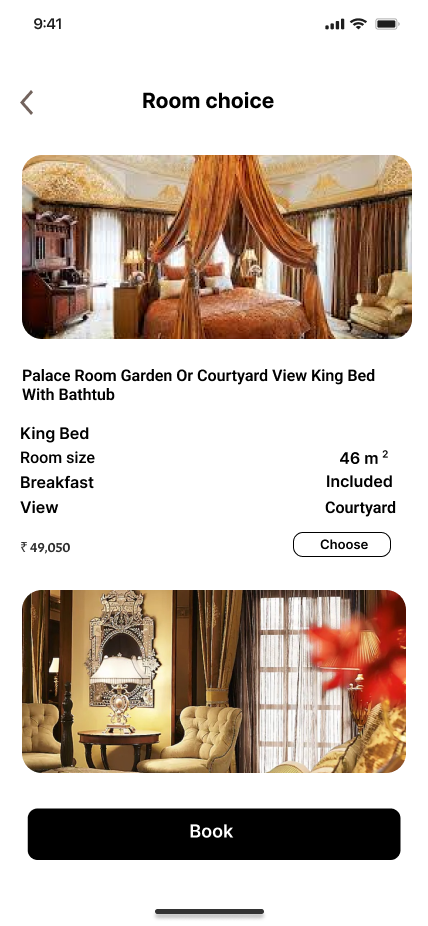 9:41
Room choice
Palace Room Garden Or Courtyard View King Bed
With Bathtub
King Bed
Room size 46 m ²
Breakfast Included
View Courtyard
₹ 49,050 Choose
Book